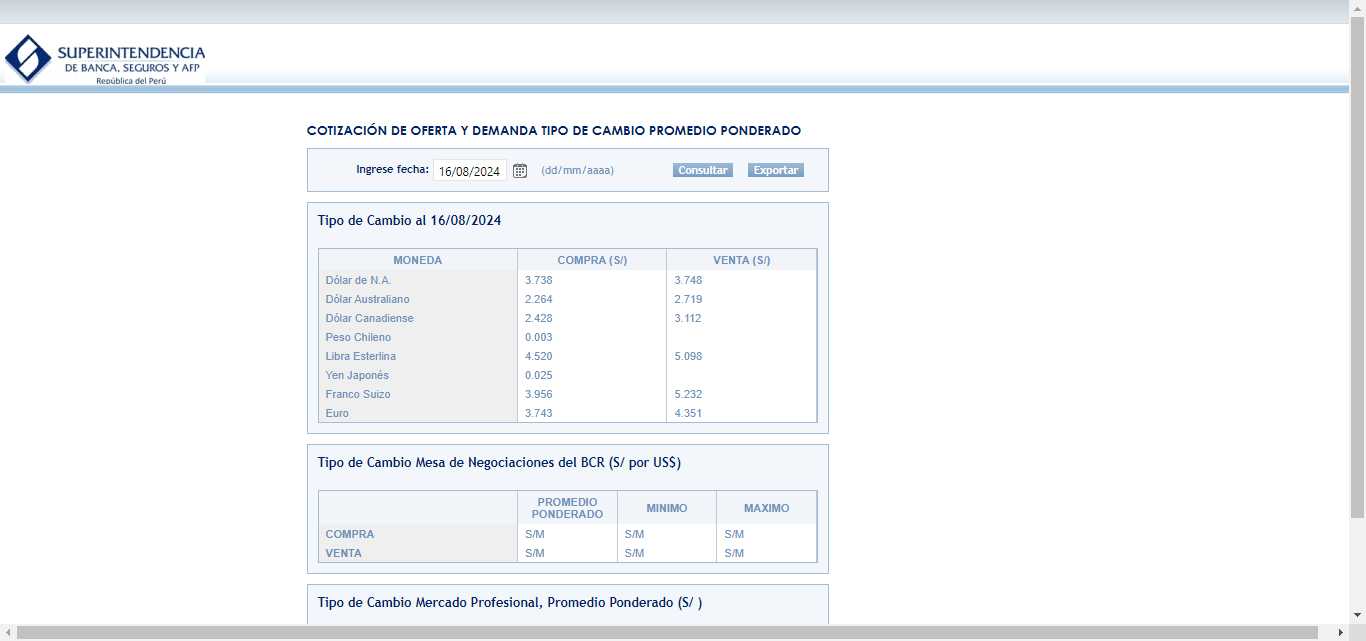 SUPERINTENDENCIA
DE BANCA, SEGUROS Y AFP
República del Perú
COTIZACIÓN DE OFERTA Y DEMANDA TIPO DE CAMBIO PROMEDIO PONDERADO
Ingrese fecha: 16/08/2024 (dd/mm/aaaa) Consultar Exportar
Tipo de Cambio al 16/08/2024
MONEDA COMPRA (S/) VENTA (S/)
Dólar de N.A. 3.738 3.748
Dólar Australiano 2.264 2.719
Dólar Canadiense 2.428 3.112
Peso Chileno 0.003
Libra Esterlina 4.520 5.098
Yen Japonés 0.025
Franco Suizo 3.956 5.232
Euro 3.743 4.351
Tipo de Cambio Mesa de Negociaciones del BCR (S/ por US$)
PROMEDIO
PONDERADO MINIMO MAXIMO
COMPRA S/M S/M S/M
VENTA S/M S/M S/M
Tipo de Cambio Mercado Profesional, Promedio Ponderado (S/ )